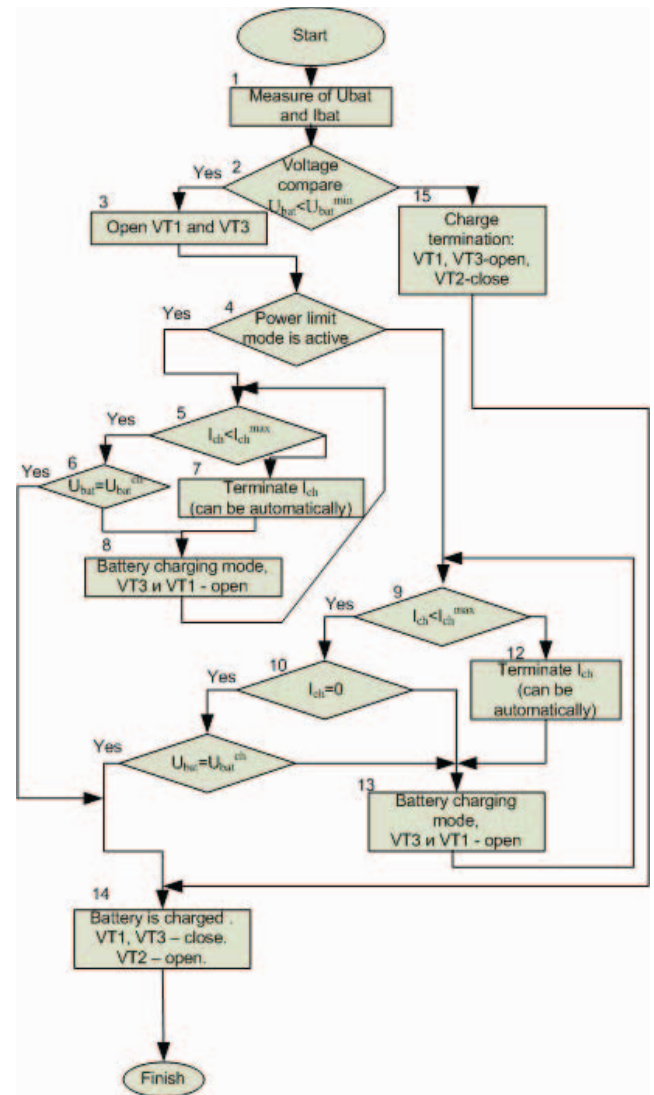 Start
1
Measure of Ubat
and Ibat
2
Yes
Voltage
compare
Ubat<Ubat^min
3
Open VT1 and VT3
15
Charge
termination:
VT1, VT3-open,
VT2-close
4
Yes
Power limit
mode is active
5
Yes
Ich<Ich^max
6
Yes
Ubat=Ubat^ch
7
Terminate Ich
(can be automatically)
8
Battery charging mode,
VT3 и VT1 - open
9
Yes
Ich<Ich^max
10
Yes
Ich=0
12
Terminate Ich
(can be
automatically)
Yes
Ubat=Ubat^ch
13
Battery charging
mode,
VT3 и VT1 - open
14
Battery is charged .
VT1, VT3 – close.
VT2 – open.
Finish